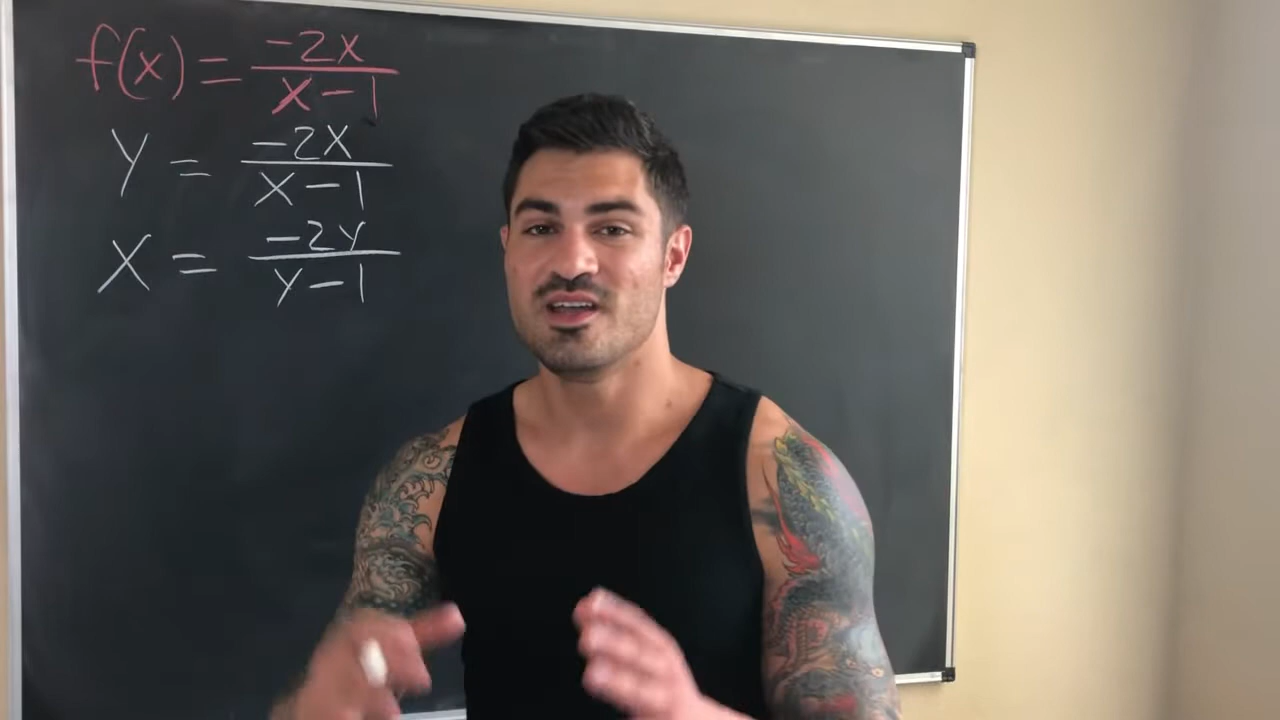 f(x) = -2x / x-1
y = -2x / x-1
x = -2y / y-1